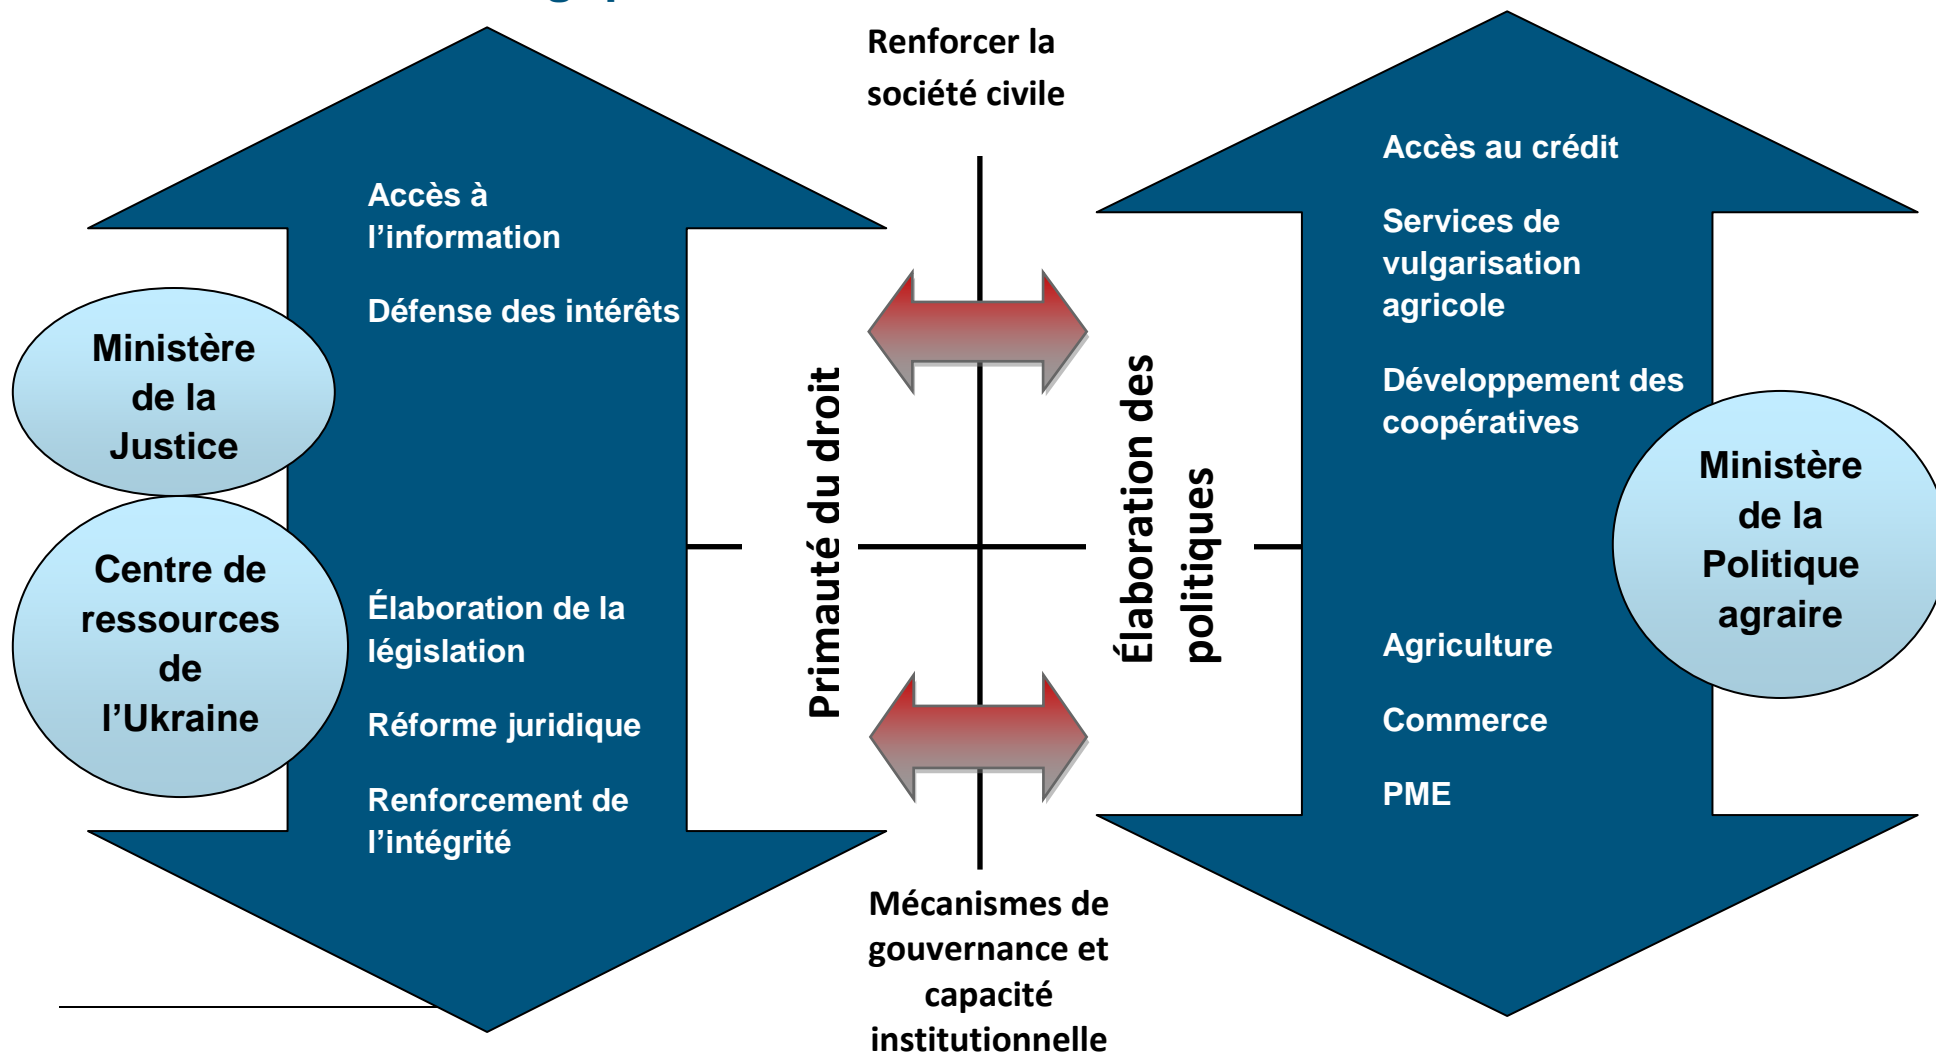 Renforcer la
société civile
Accès à
l'information
Défense des intérêts
Ministère
de la
Justice
Centre de
ressources
de
l'Ukraine
Élaboration de la
législation
Réforme juridique
Renforcement de
l'intégrité
Primauté du droit
Élaboration des
politiques
Accès au crédit
Services de
vulgarisation
agricole
Développement des
coopératives
Ministère
de la
Politique
agraire
Agriculture
Commerce
PME
Mécanismes de
gouvernance et
capacité
institutionnelle